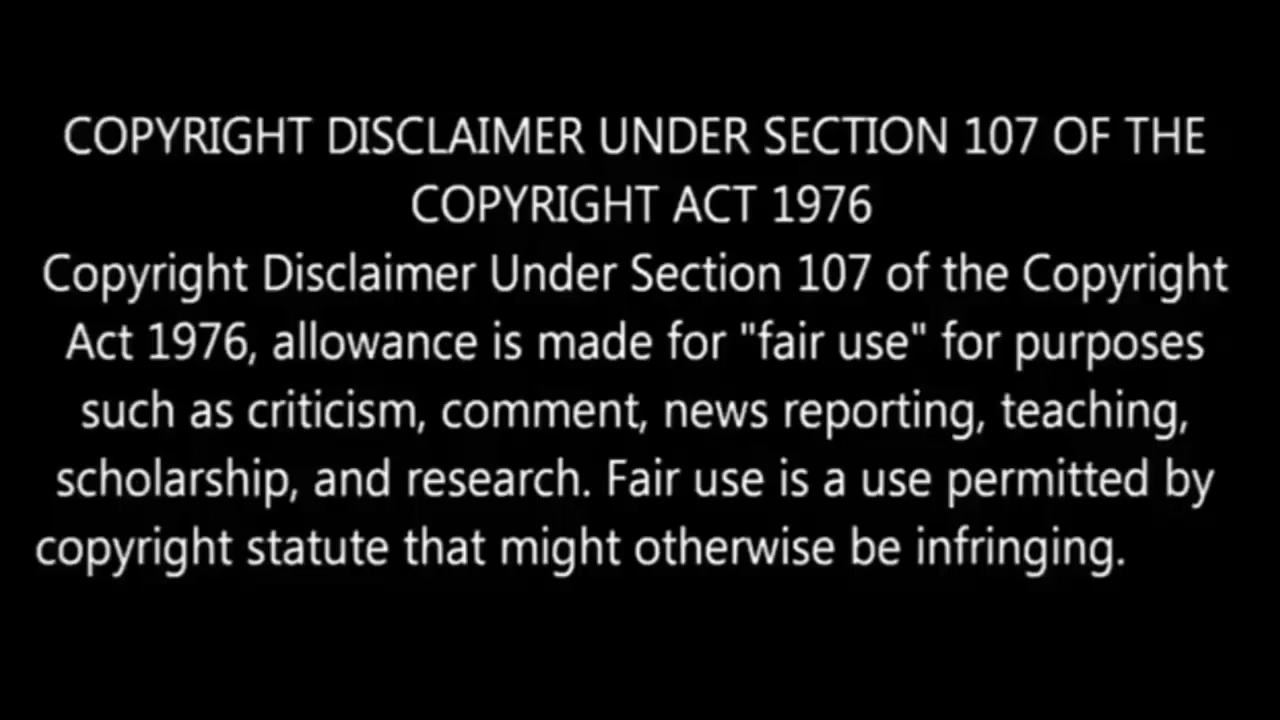 COPYRIGHT DISCLAIMER UNDER SECTION 107 OF THE
COPYRIGHT ACT 1976
Copyright Disclaimer Under Section 107 of the Copyright
Act 1976, allowance is made for "fair use" for purposes
such as criticism, comment, news reporting, teaching,
scholarship, and research. Fair use is a use permitted by
copyright statute that might otherwise be infringing.